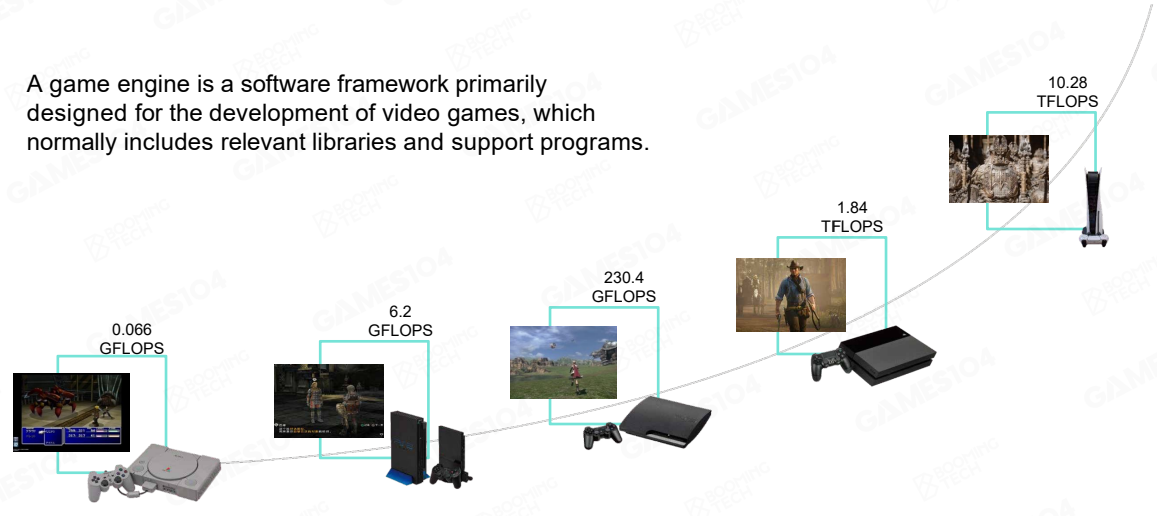 A game engine is a software framework primarily
designed for the development of video games, which
normally includes relevant libraries and support programs.
10.28
TFLOPS
1.84
TFLOPS
230.4
GFLOPS
6.2
GFLOPS
0.066
GFLOPS
GAMES104
BOOMING
TECH